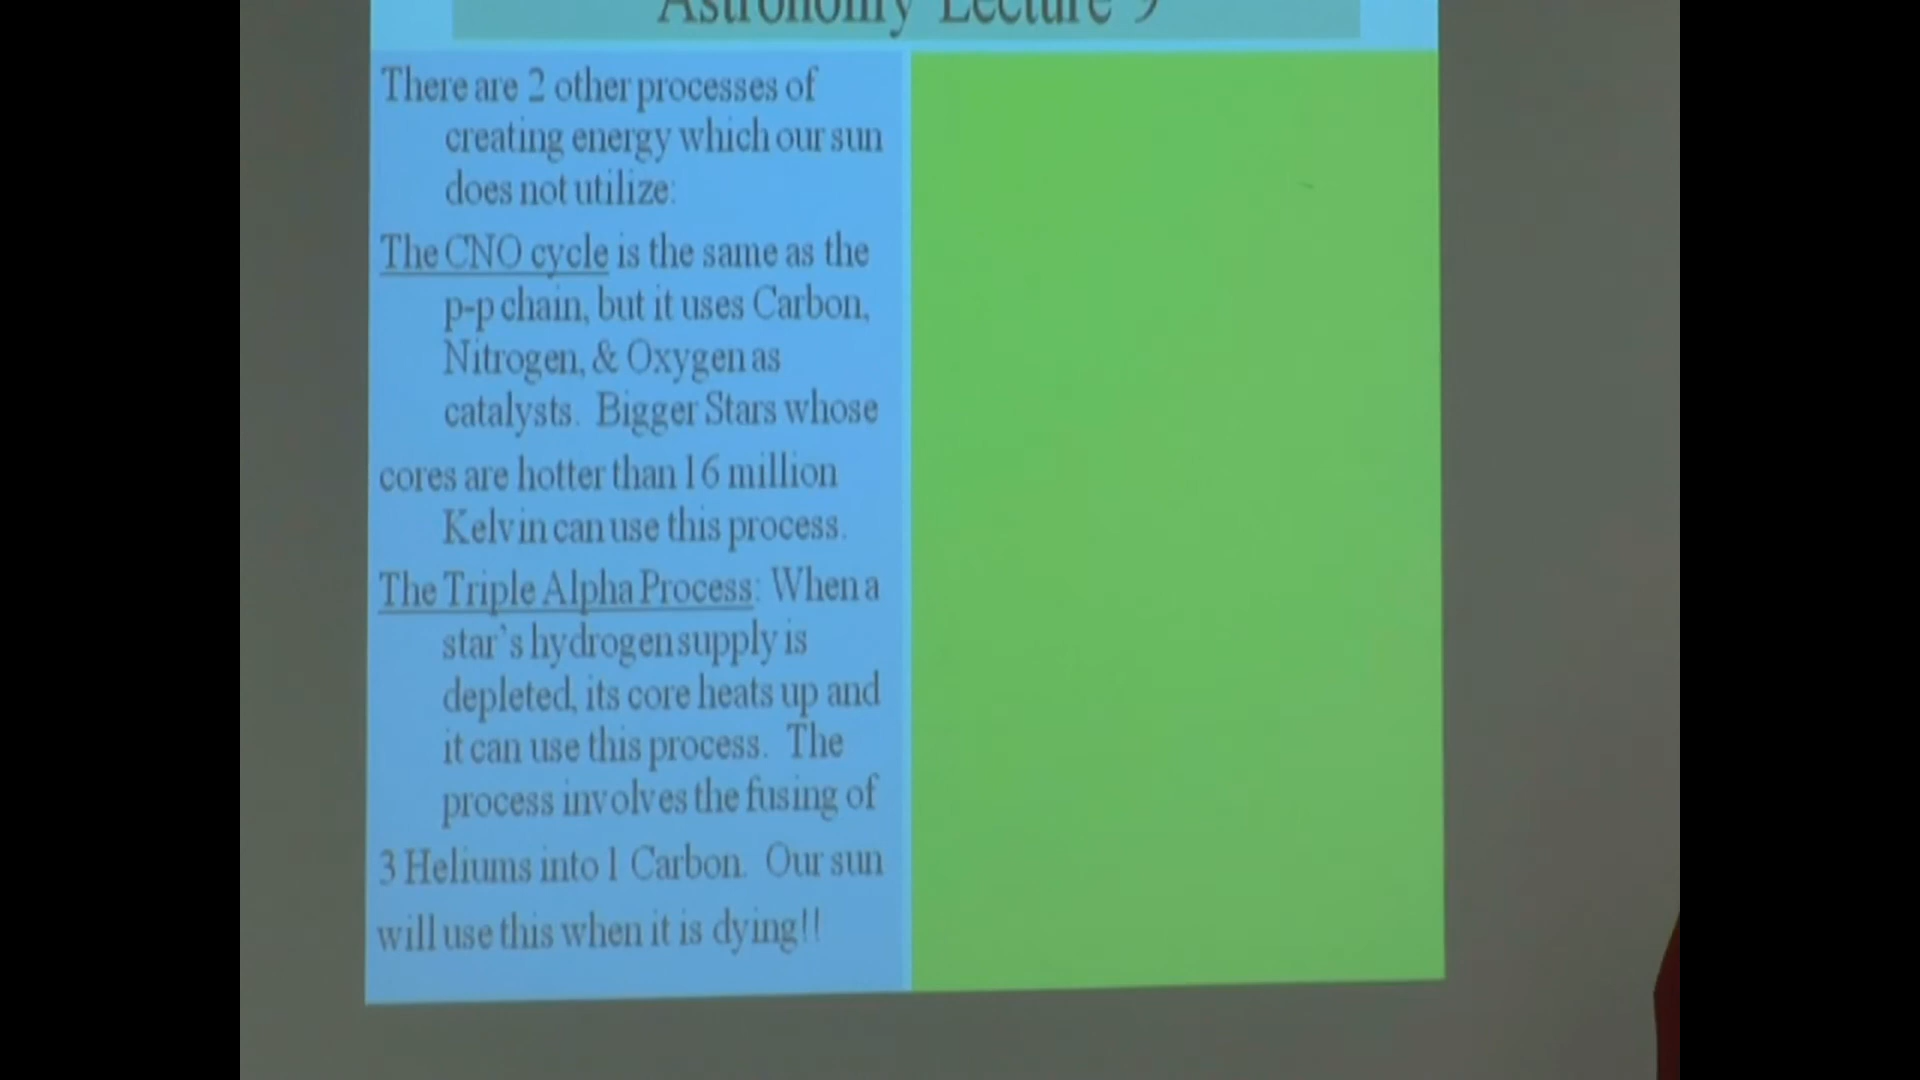 Astronomy Lecture 9
There are 2 other processes of
creating energy which our sun
does not utilize:
The CNO cycle is the same as the
p-p chain, but it uses Carbon,
Nitrogen, & Oxygen as
catalysts. Bigger Stars whose
cores are hotter than 16 million
Kelvin can use this process.
The Triple Alpha Process: When a
star's hydrogen supply is
depleted, its core heats up and
it can use this process. The
process involves the fusing of
3 Heliums into 1 Carbon. Our sun
will use this when it is dying!!